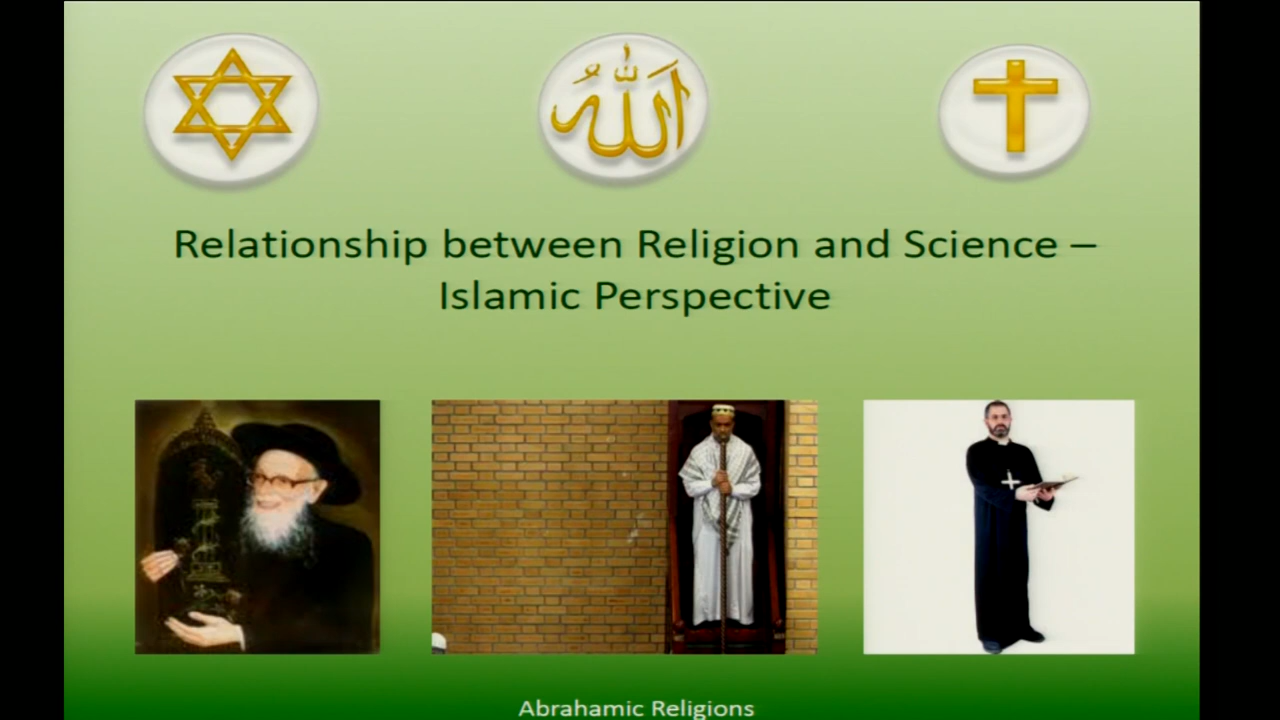 الله
Relationship between Religion and Science –
Islamic Perspective
Abrahamic Religions